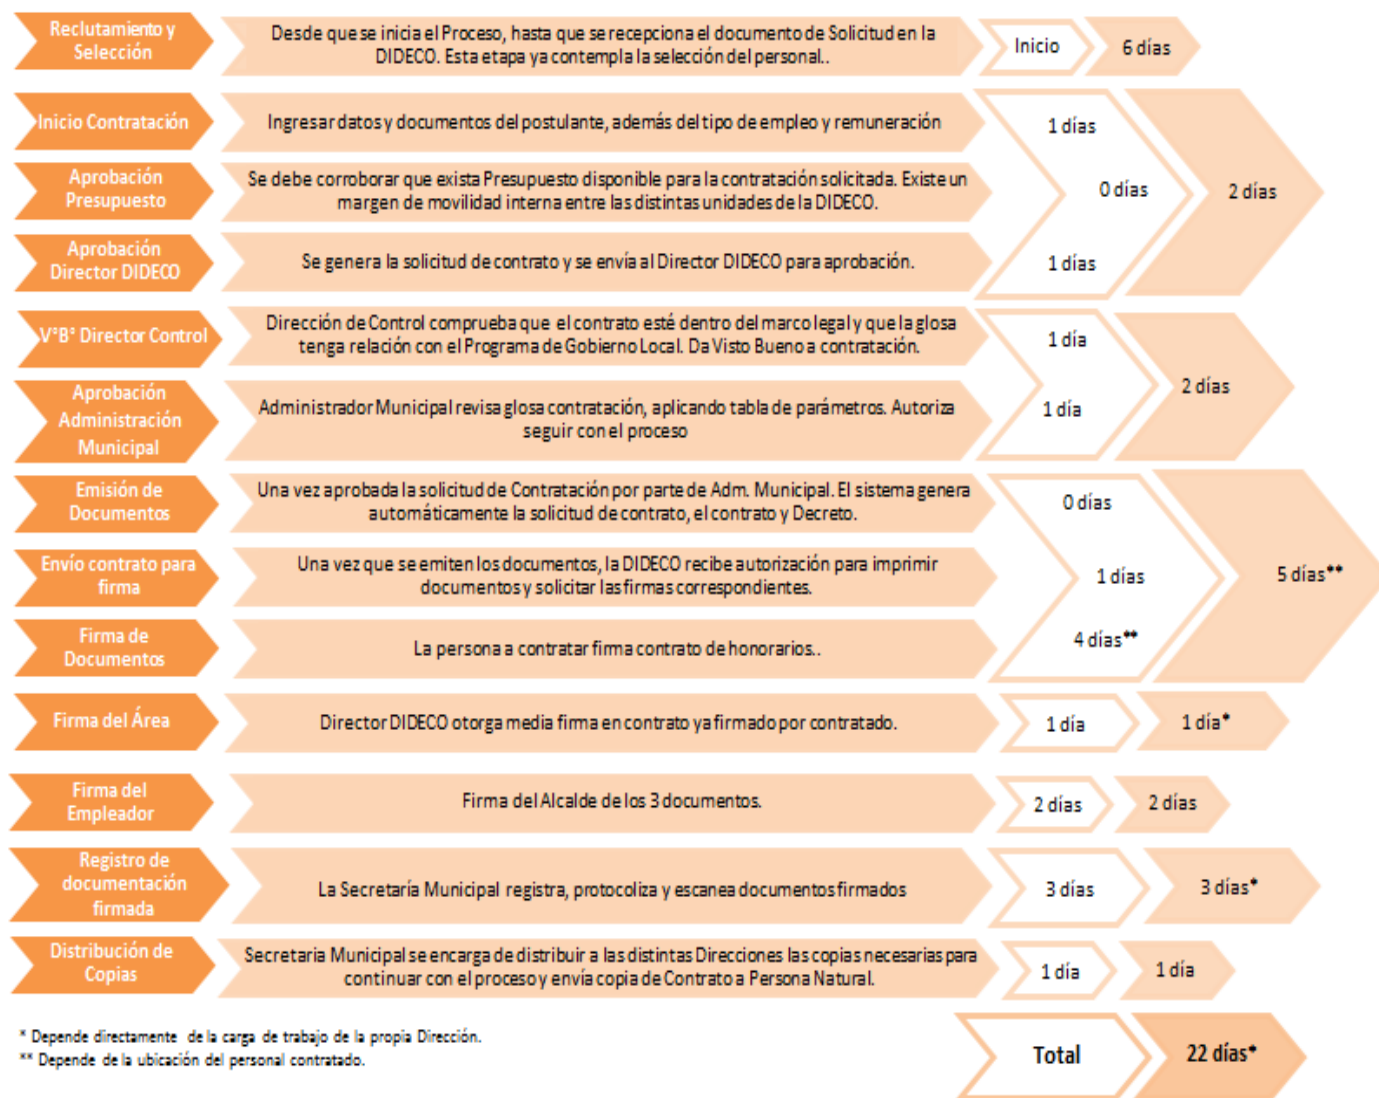 Reclutamiento y
Selección
Desde que se inicia el Proceso, hasta que se recepciona el documento de Solicitud en la
DIDECO. Esta etapa ya contempla la selección del personal..
Inicio
6 días
Inicio Contratación
Ingresar datos y documentos del postulante, además del tipo de empleo y remuneración
1 días
Aprobación
Presupuesto
Se debe corroborar que exista Presupuesto disponible para la contratación solicitada. Existe un
margen de movilidad interna entre las distintas unidades de la DIDECO.
0 días
2 días
Aprobación
Director DIDECO
Se genera la solicitud de contrato y se envía al Director DIDECO para aprobación.
1 días
V°B° Director Control
Dirección de Control comprueba que el contrato esté dentro del marco legal y que la glosa
tenga relación con el Programa de Gobierno Local. Da Visto Bueno a contratación.
1 día
2 días
Aprobación
Administración
Municipal
Administrador Municipal revisa glosa contratación, aplicando tabla de parámetros. Autoriza
seguir con el proceso
1 día
Emisión de
Documentos
Una vez aprobada la solicitud de Contratación por parte de Adm. Municipal. El sistema genera
automáticamente la solicitud de contrato, el contrato y Decreto.
0 días
Envío contrato para
firma
Una vez que se emiten los documentos, la DIDECO recibe autorización para imprimir
documentos y solicitar las firmas correspondientes.
1 días
5 días**
Firma de
Documentos
La persona a contratar firma contrato de honorarios..
4 días**
Firma del Área
Director DIDECO otorga media firma en contrato ya firmado por contratado.
1 día
1 día*
Firma del
Empleador
Firma del Alcalde de los 3 documentos.
2 días
2 días
Registro de
documentación
firmada
La Secretaría Municipal registra, protocoliza y escanea documentos firmados
3 días
3 días*
Distribución de
Copias
Secretaria Municipal se encarga de distribuir a las distintas Direcciones las copias necesarias para
continuar con el proceso y envía copia de Contrato a Persona Natural.
1 día
1 día
* Depende directamente de la carga de trabajo de la propia Dirección.
** Depende de la ubicación del personal contratado.
Total
22 días*